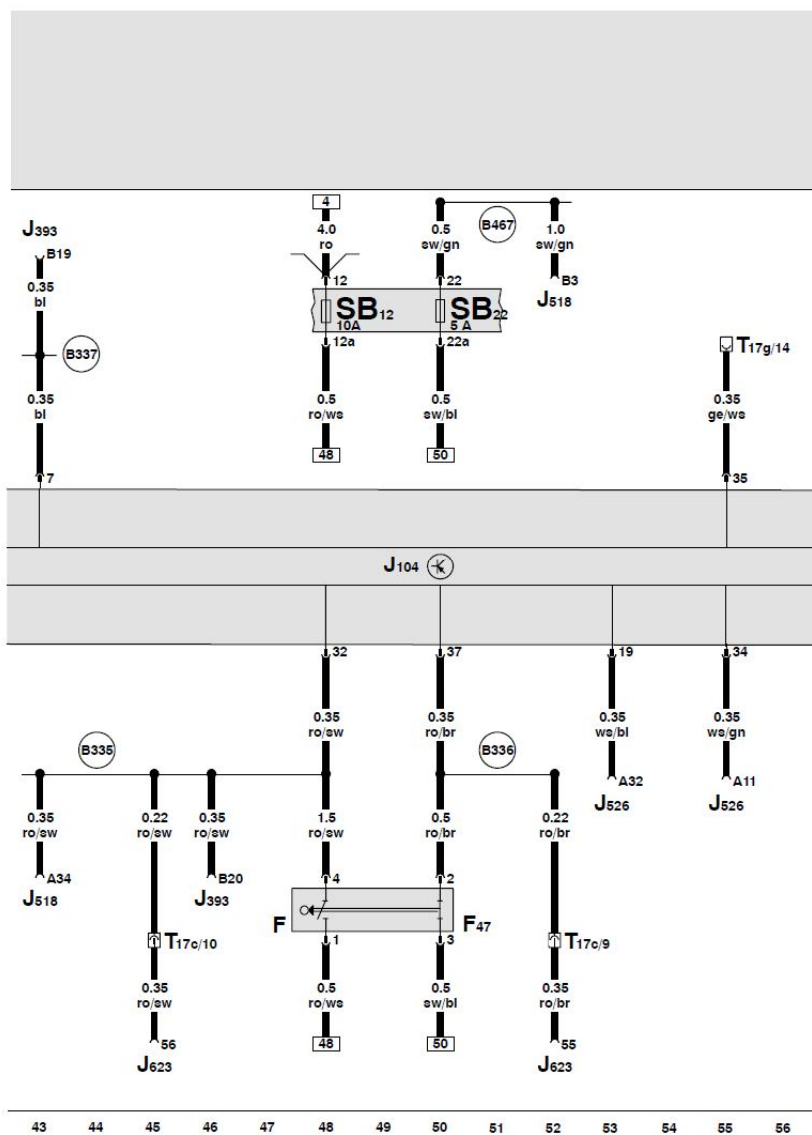 4
4.0
ro
0.5
sw/gn
B467
1.0
sw/gn
J393
B19
0.35
bl
12
22
B3
J518
SB12
10A
SB22
5 A
B337
12a
22a
T17g/14
0.35
bl
0.5
ro/ws
0.5
sw/bl
0.35
ge/ws
48
50
7
35
J104
32
37
19
34
0.35
ro/sw
0.35
ro/br
0.35
ws/bl
0.35
ws/gn
B335
B336
A32
J526
A11
J526
0.35
ro/sw
0.22
ro/sw
0.35
ro/sw
1.5
ro/sw
0.5
ro/br
0.22
ro/br
A34
J518
B20
J393
4
2
F
F47
T17c/10
1
3
T17c/9
0.35
ro/sw
0.5
ro/ws
0.5
sw/bl
0.35
ro/br
56
J623
48
50
55
J623
43 44 45 46 47 48 49 50 51 52 53 54 55 56